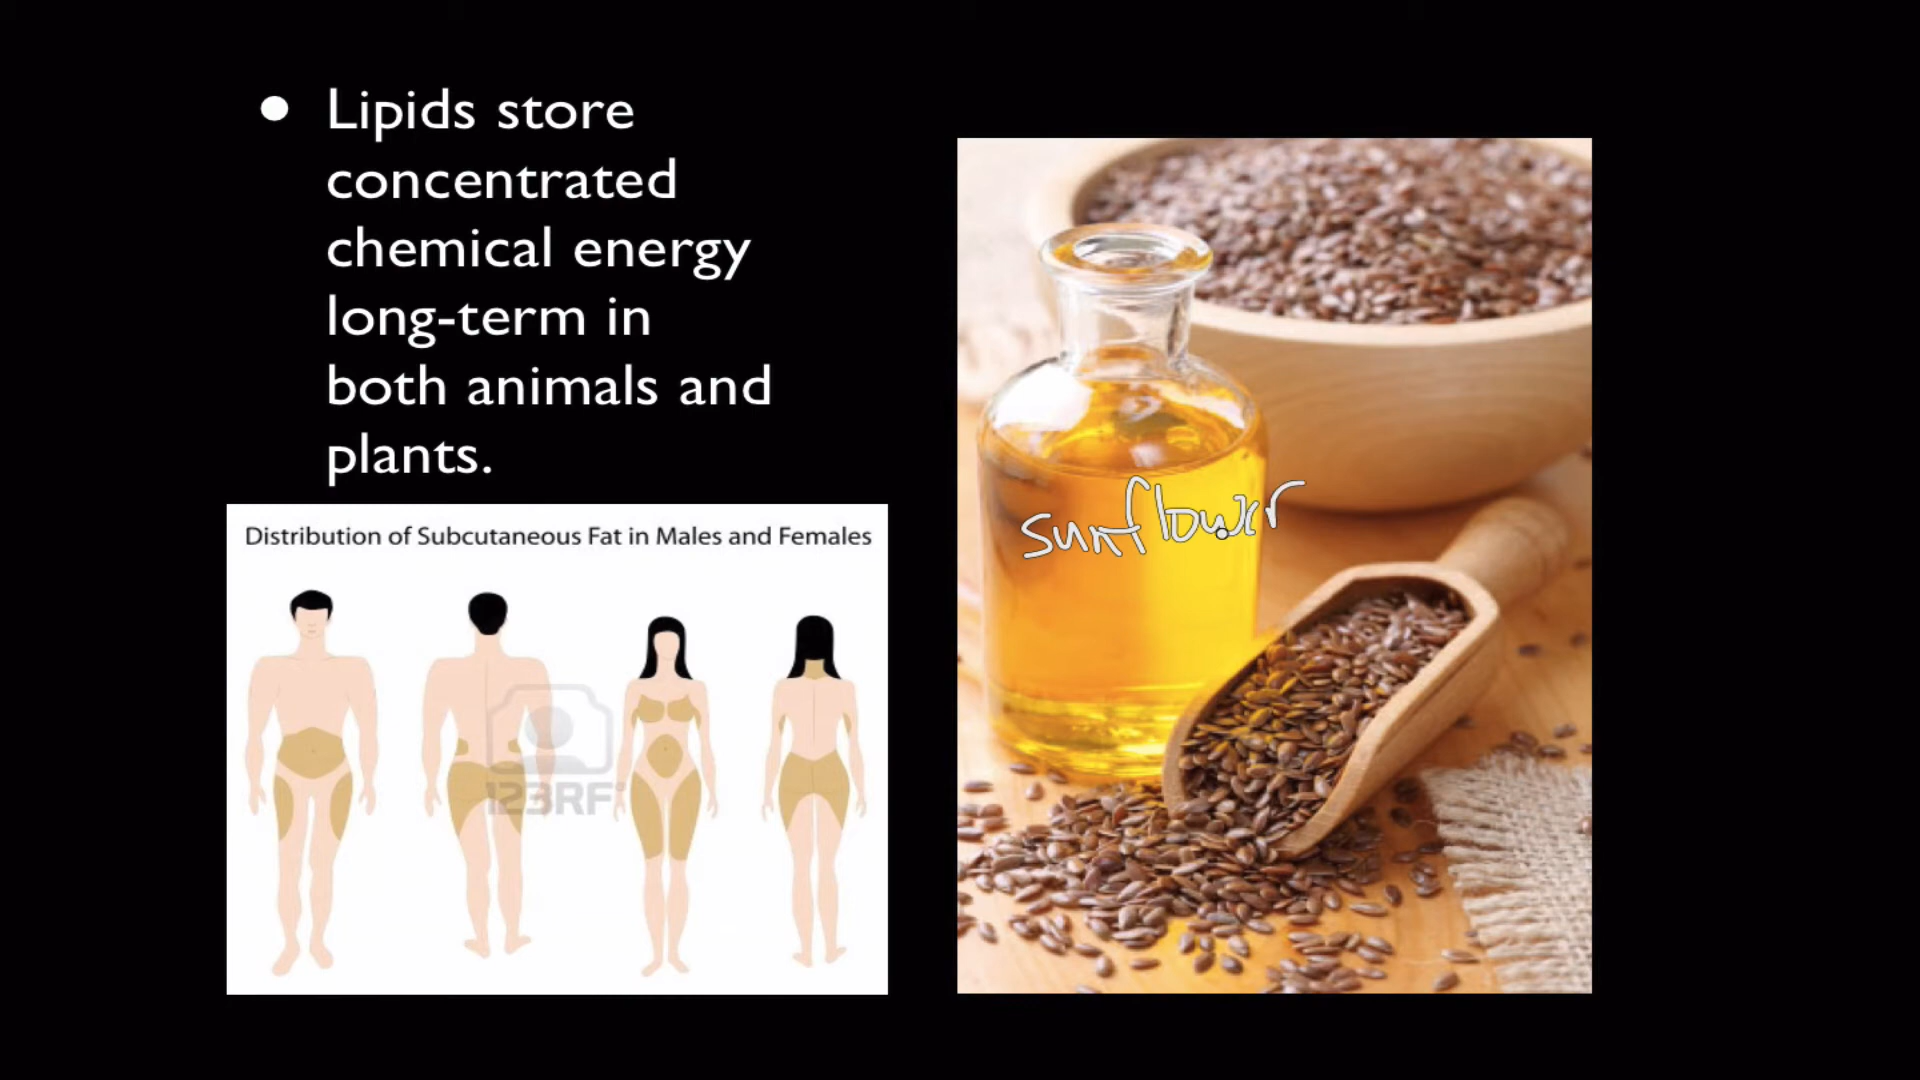 Lipids store
concentrated
chemical energy
long-term in
both animals and
plants.
Distribution of Subcutaneous Fat in Males and Females
123RF
sunflower